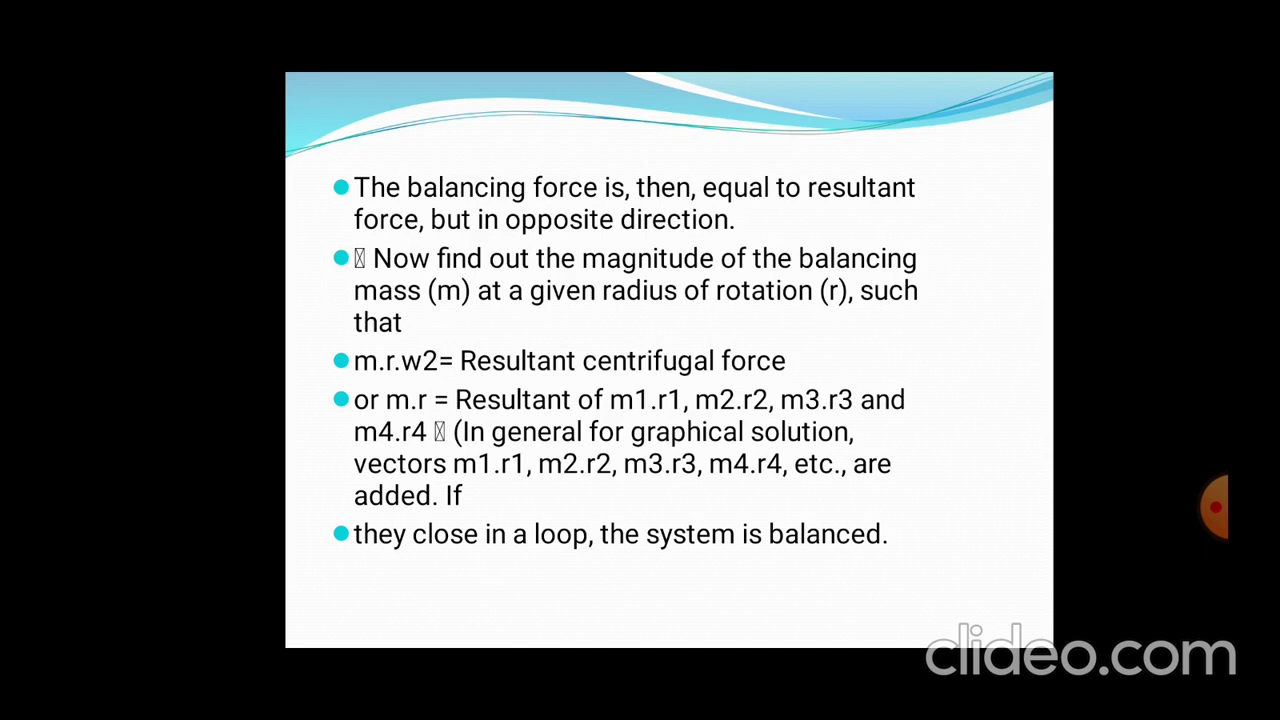 The balancing force is, then, equal to resultant
force, but in opposite direction.
Now find out the magnitude of the balancing
mass (m) at a given radius of rotation (r), such
that
m.r.w2= Resultant centrifugal force
or m.r = Resultant of m1.r1, m2.r2, m3.r3 and
m4.r4 (In general for graphical solution,
vectors m1.r1, m2.r2, m3.r3, m4.r4, etc., are
added. If
they close in a loop, the system is balanced.
clideo.com